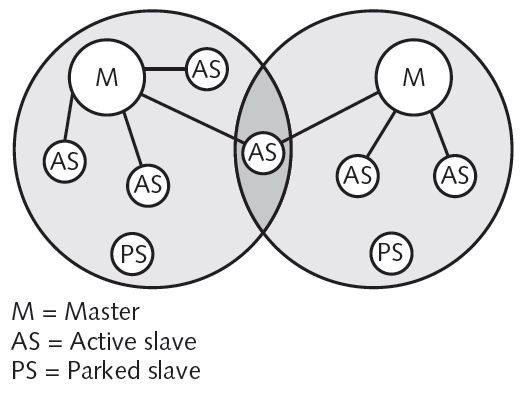 M
AS
M
AS
AS
AS
AS
AS
PS
PS
M = Master
AS = Active slave
PS = Parked slave